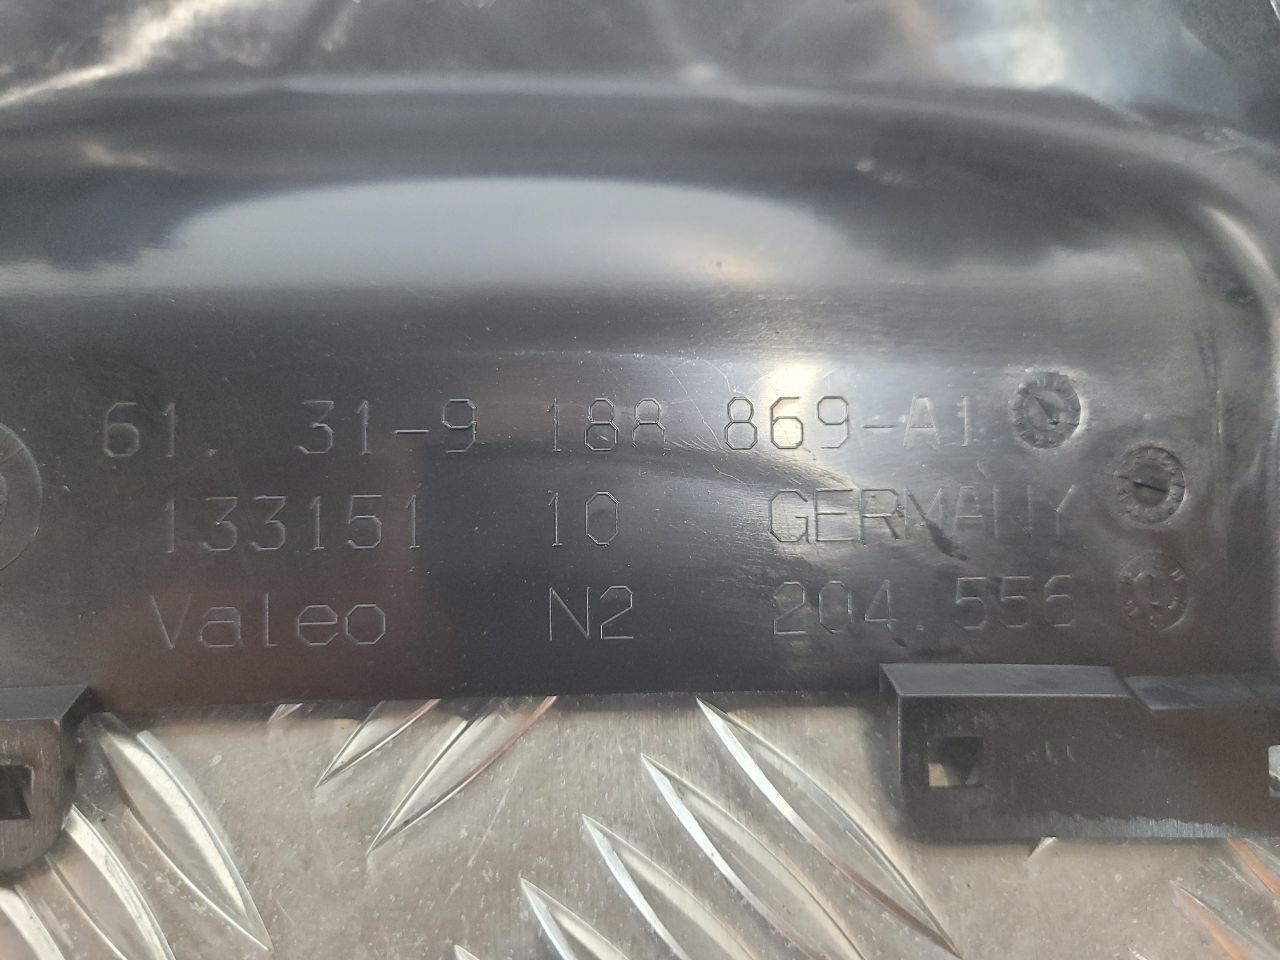 61. 31-9 188 869-A1
133151 10 GERMANY
Valeo N2 204.556